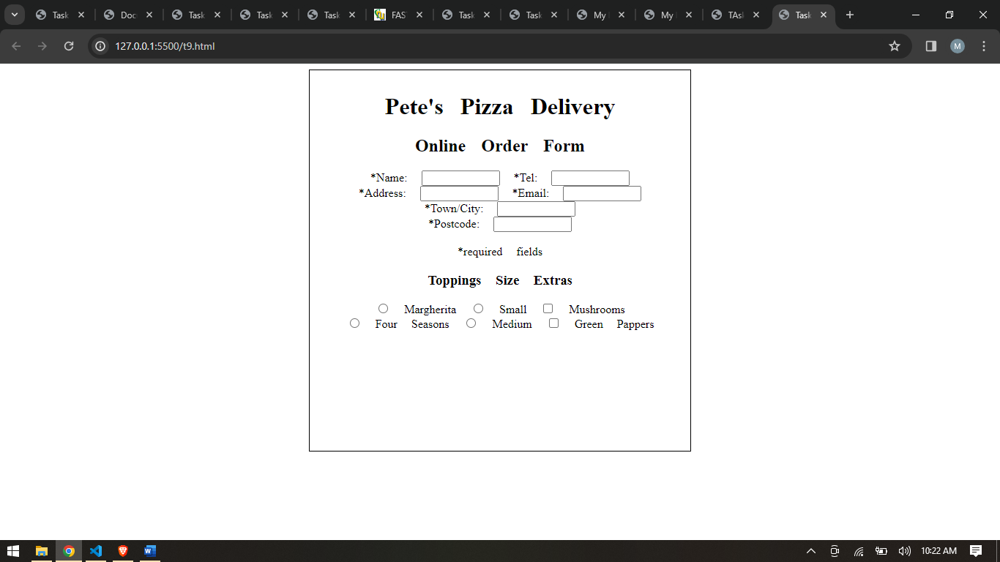 Task
Doc
Task
Task
Task
FAS
Task
Task
My
My
TAsk
Task
127.0.0.1:5500/t9.html
M
Pete's Pizza Delivery
Online Order Form
*Name: *Tel:
*Address: *Email:
*Town/City:
*Postcode:
*required fields
Toppings Size Extras
Margherita Small Mushrooms
Four Seasons Medium Green Pappers
10:22 AM